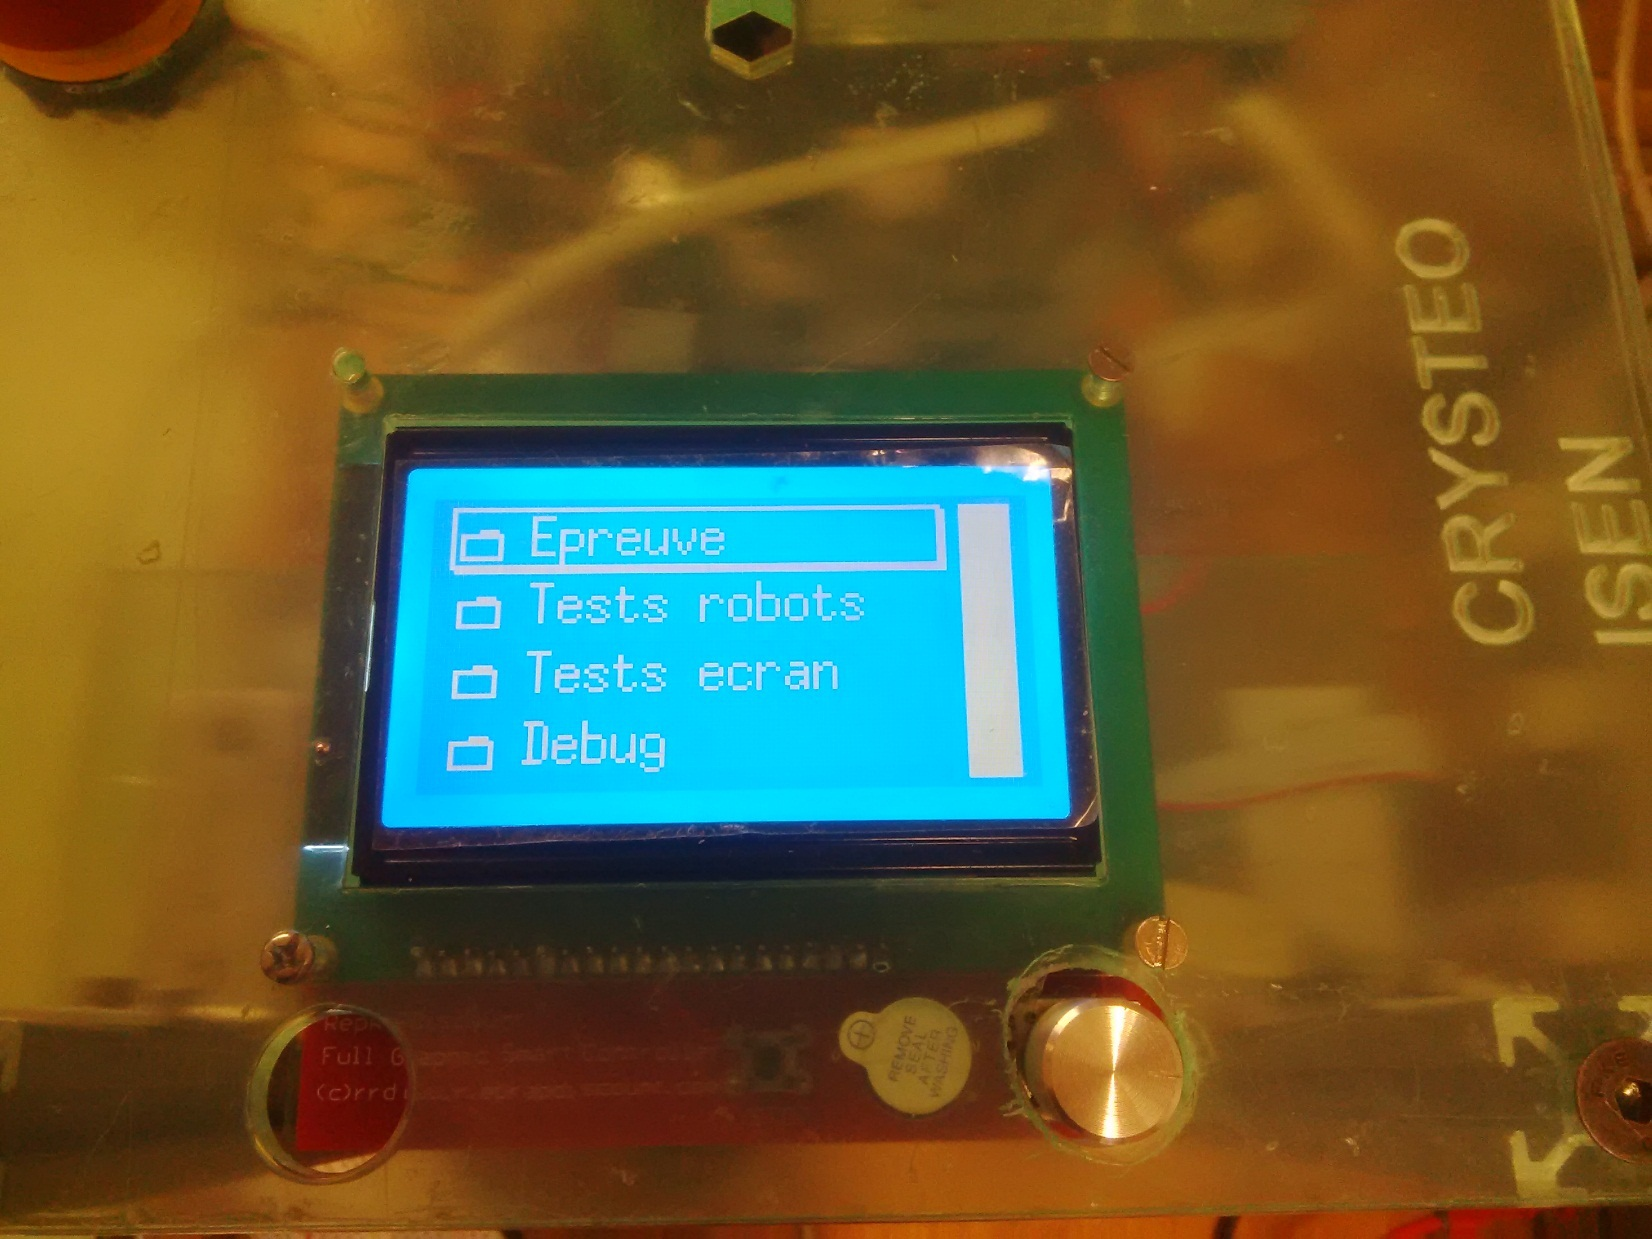 Epreuve
Tests robots
Tests ecran
Debug
CRYSTEO
ISEN
Full G
(c)rrd
REMOVE
SEAL
AFTER
WASHING